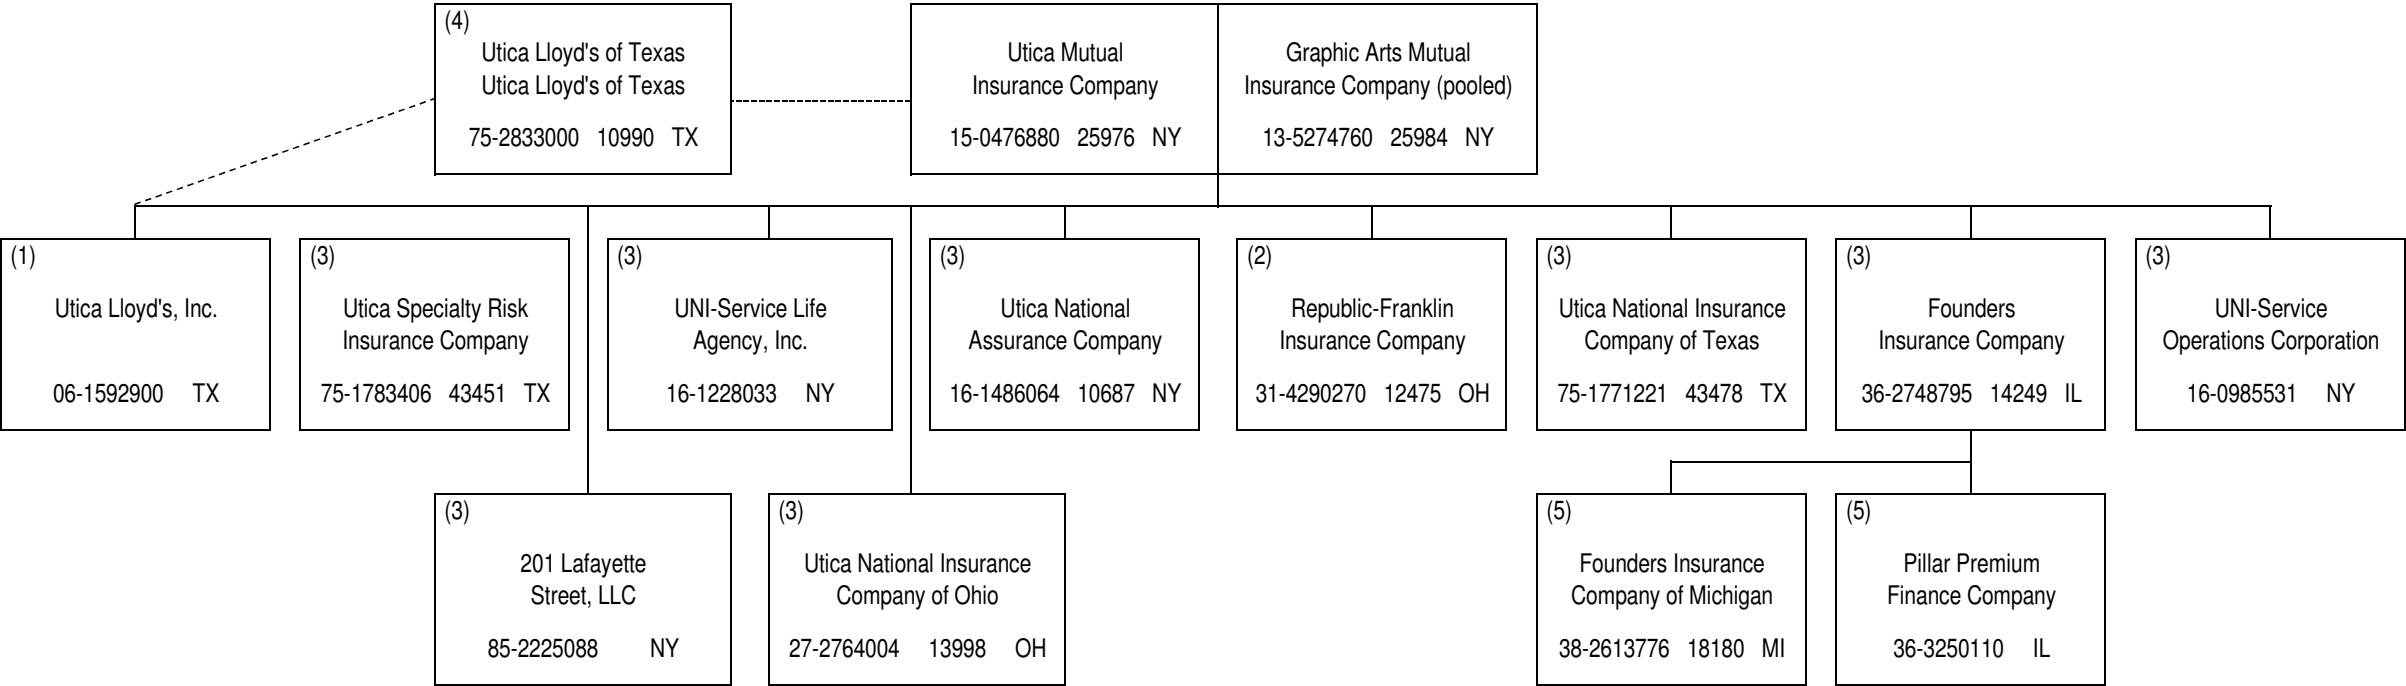 (4)
Utica Lloyd's of Texas
Utica Lloyd's of Texas
75-2833000 10990 TX
Utica Mutual
Insurance Company
15-0476880 25976 NY
Graphic Arts Mutual
Insurance Company (pooled)
13-5274760 25984 NY
(1)
Utica Lloyd's, Inc.
06-1592900 TX
(3)
Utica Specialty Risk
Insurance Company
75-1783406 43451 TX
(3)
UNI-Service Life
Agency, Inc.
16-1228033 NY
(3)
Utica National
Assurance Company
16-1486064 10687 NY
(2)
Republic-Franklin
Insurance Company
31-4290270 12475 OH
(3)
Utica National Insurance
Company of Texas
75-1771221 43478 TX
(3)
Founders
Insurance Company
36-2748795 14249 IL
(3)
UNI-Service
Operations Corporation
16-0985531 NY
(3)
201 Lafayette
Street, LLC
85-2225088 NY
(3)
Utica National Insurance
Company of Ohio
27-2764004 13998 OH
(5)
Founders Insurance
Company of Michigan
38-2613776 18180 MI
(5)
Pillar Premium
Finance Company
36-3250110 IL